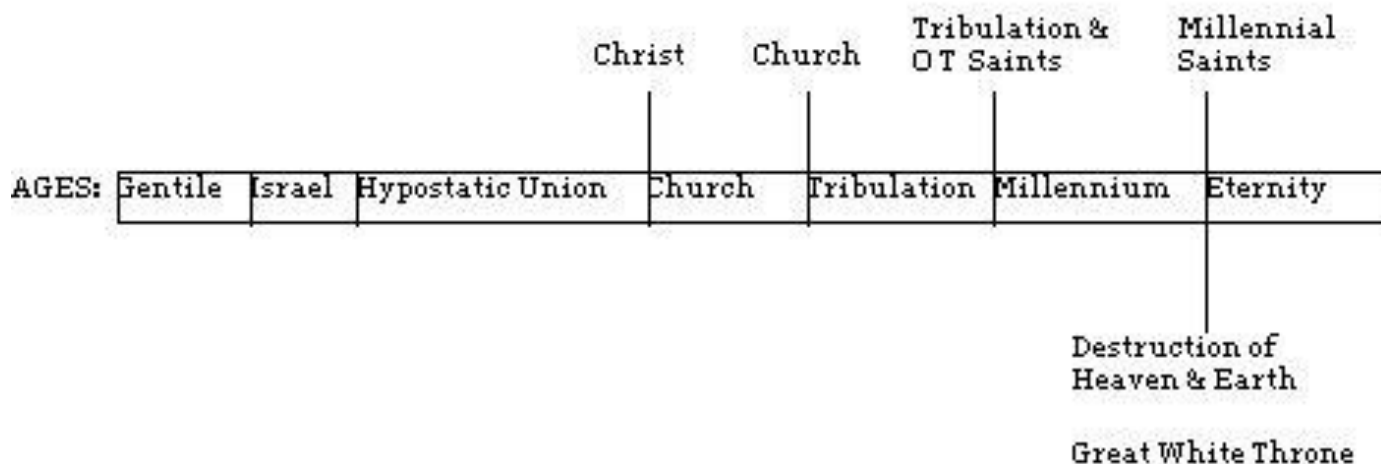 Christ
Church
Tribulation &
O T Saints
Millennial
Saints
AGES: Gentile Israel Hypostatic Union Church Tribulation Millennium Eternity
Destruction of
Heaven & Earth
Great White Throne